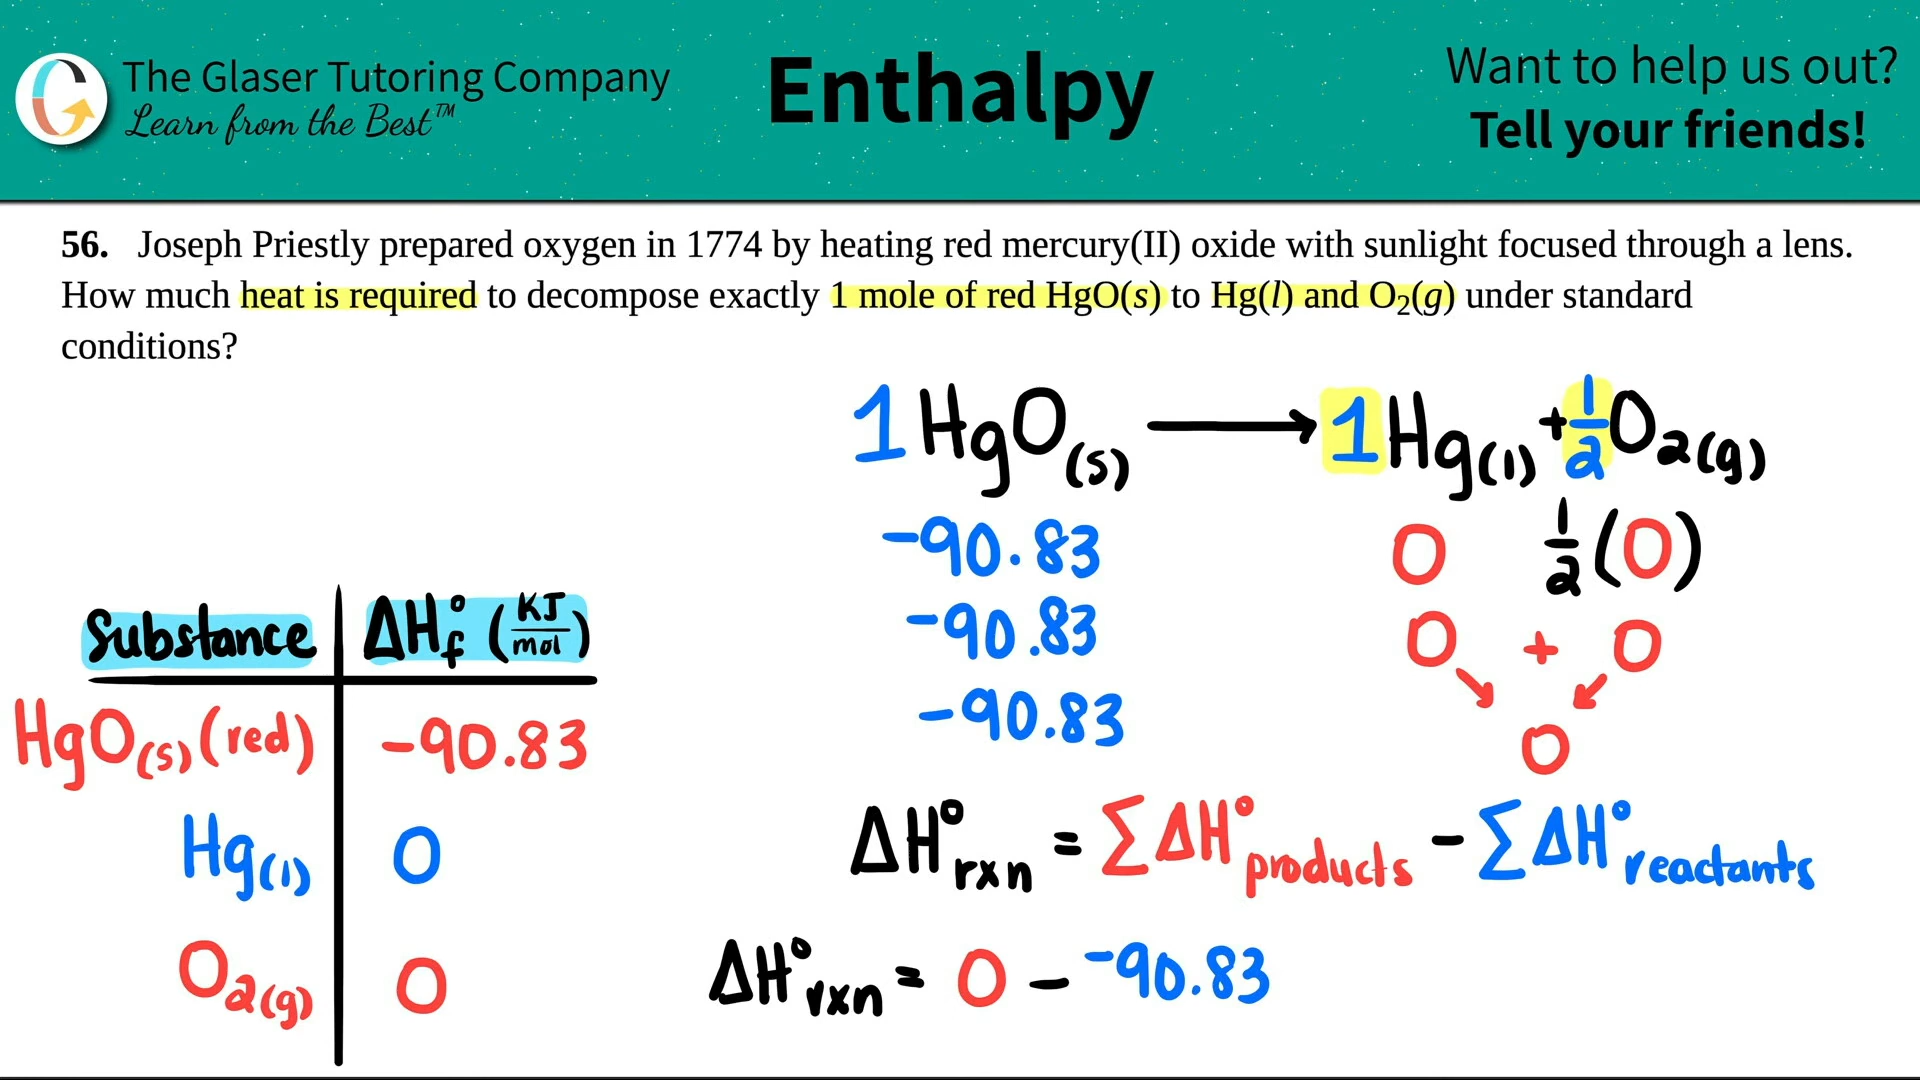 The Glaser Tutoring Company
Learn from the Best™
Enthalpy
Want to help us out?
Tell your friends!
56. Joseph Priestly prepared oxygen in 1774 by heating red mercury(II) oxide with sunlight focused through a lens.
How much heat is required to decompose exactly 1 mole of red HgO(s) to Hg(l) and O₂(g) under standard
conditions?
1 HgO(s) ⟶ 1 Hg(l) + 1/2 O₂(g)
-90.83 0 1/2 (0)
-90.83 0 + 0
-90.83 0
Substance ΔH°f (KJ/mol)
HgO(s) (red) -90.83
Hg(l) 0
O₂(g) 0
ΔH°rxn = ΣΔH°products - ΣΔH°reactants
ΔH°rxn = 0 - -90.83